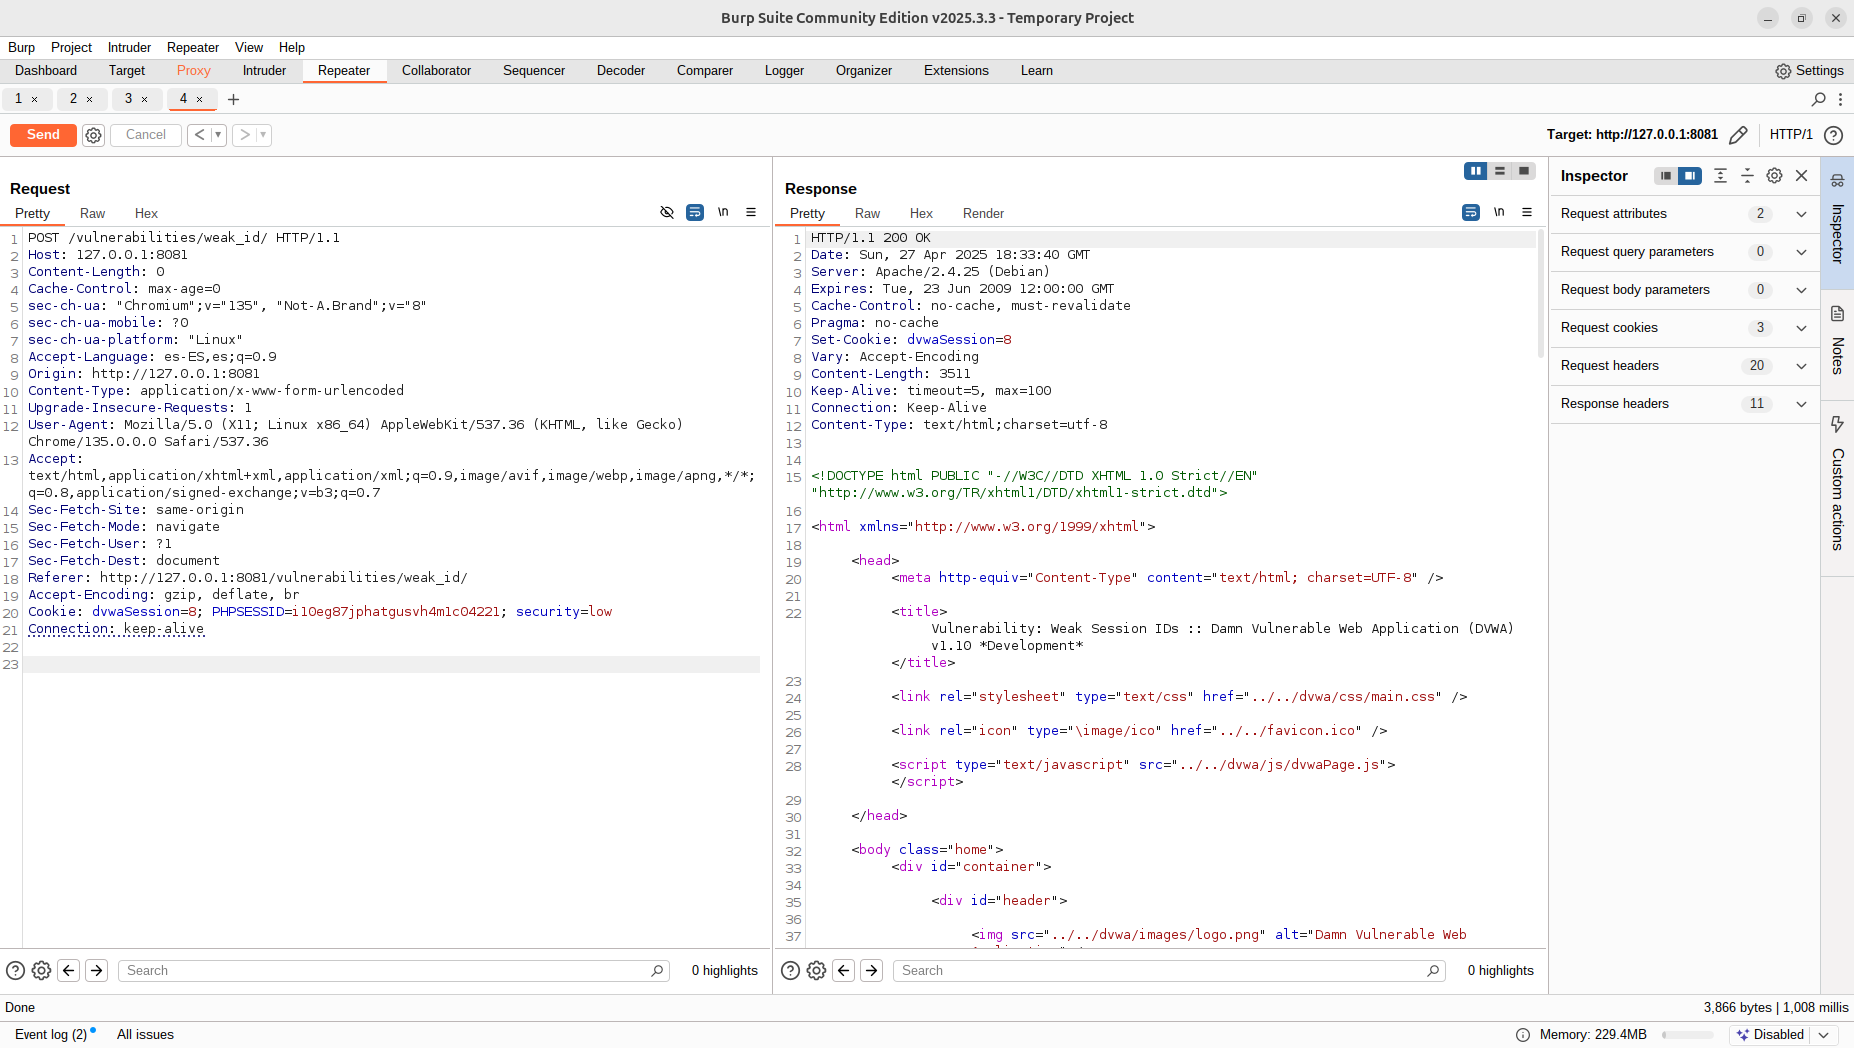 Burp Suite Community Edition v2025.3.3 - Temporary Project
Burp Project Intruder Repeater View Help
Dashboard Target Proxy Intruder Repeater Collaborator Sequencer Decoder Comparer Logger Organizer Extensions Learn Settings
1 × 2 × 3 × 4 × +
Send Cancel < > Target: http://127.0.0.1:8081 HTTP/1
Request
Pretty Raw Hex \n
1 POST /vulnerabilities/weak_id/ HTTP/1.1
2 Host: 127.0.0.1:8081
3 Content-Length: 0
4 Cache-Control: max-age=0
5 sec-ch-ua: "Chromium";v="135", "Not-A.Brand";v="8"
6 sec-ch-ua-mobile: ?0
7 sec-ch-ua-platform: "Linux"
8 Accept-Language: es-ES,es;q=0.9
9 Origin: http://127.0.0.1:8081
10 Content-Type: application/x-www-form-urlencoded
11 Upgrade-Insecure-Requests: 1
12 User-Agent: Mozilla/5.0 (X11; Linux x86_64) AppleWebKit/537.36 (KHTML, like Gecko)
Chrome/135.0.0.0 Safari/537.36
13 Accept:
text/html,application/xhtml+xml,application/xml;q=0.9,image/avif,image/webp,image/apng,*/*;
q=0.8,application/signed-exchange;v=b3;q=0.7
14 Sec-Fetch-Site: same-origin
15 Sec-Fetch-Mode: navigate
16 Sec-Fetch-User: ?1
17 Sec-Fetch-Dest: document
18 Referer: http://127.0.0.1:8081/vulnerabilities/weak_id/
19 Accept-Encoding: gzip, deflate, br
20 Cookie: dvwaSession=8; PHPSESSID=i10eg87jphatgusvh4m1c04221; security=low
21 Connection: keep-alive
22
23
Search 0 highlights
Response
Pretty Raw Hex Render \n
1 HTTP/1.1 200 OK
2 Date: Sun, 27 Apr 2025 18:33:40 GMT
3 Server: Apache/2.4.25 (Debian)
4 Expires: Tue, 23 Jun 2009 12:00:00 GMT
5 Cache-Control: no-cache, must-revalidate
6 Pragma: no-cache
7 Set-Cookie: dvwaSession=8
8 Vary: Accept-Encoding
9 Content-Length: 3511
10 Keep-Alive: timeout=5, max=100
11 Connection: Keep-Alive
12 Content-Type: text/html;charset=utf-8
13
14
15 <!DOCTYPE html PUBLIC "-//W3C//DTD XHTML 1.0 Strict//EN"
"http://www.w3.org/TR/xhtml1/DTD/xhtml1-strict.dtd">
16
17 <html xmlns="http://www.w3.org/1999/xhtml">
18
19 <head>
20 <meta http-equiv="Content-Type" content="text/html; charset=UTF-8" />
21
22 <title>
Vulnerability: Weak Session IDs :: Damn Vulnerable Web Application (DVWA)
v1.10 *Development*
</title>
23
24 <link rel="stylesheet" type="text/css" href="../../dvwa/css/main.css" />
25
26 <link rel="icon" type="\image/ico" href="../../favicon.ico" />
27
28 <script type="text/javascript" src="../../dvwa/js/dvwaPage.js">
</script>
29
30 </head>
31
32 <body class="home">
33 <div id="container">
34
35 <div id="header">
36
37 <img src="../../dvwa/images/logo.png" alt="Damn Vulnerable Web
Search 0 highlights
Inspector
Request attributes 2
Request query parameters 0
Request body parameters 0
Request cookies 3
Request headers 20
Response headers 11
Inspector
Notes
Custom actions
Done 3,866 bytes | 1,008 millis
Event log (2) All issues Memory: 229.4MB Disabled